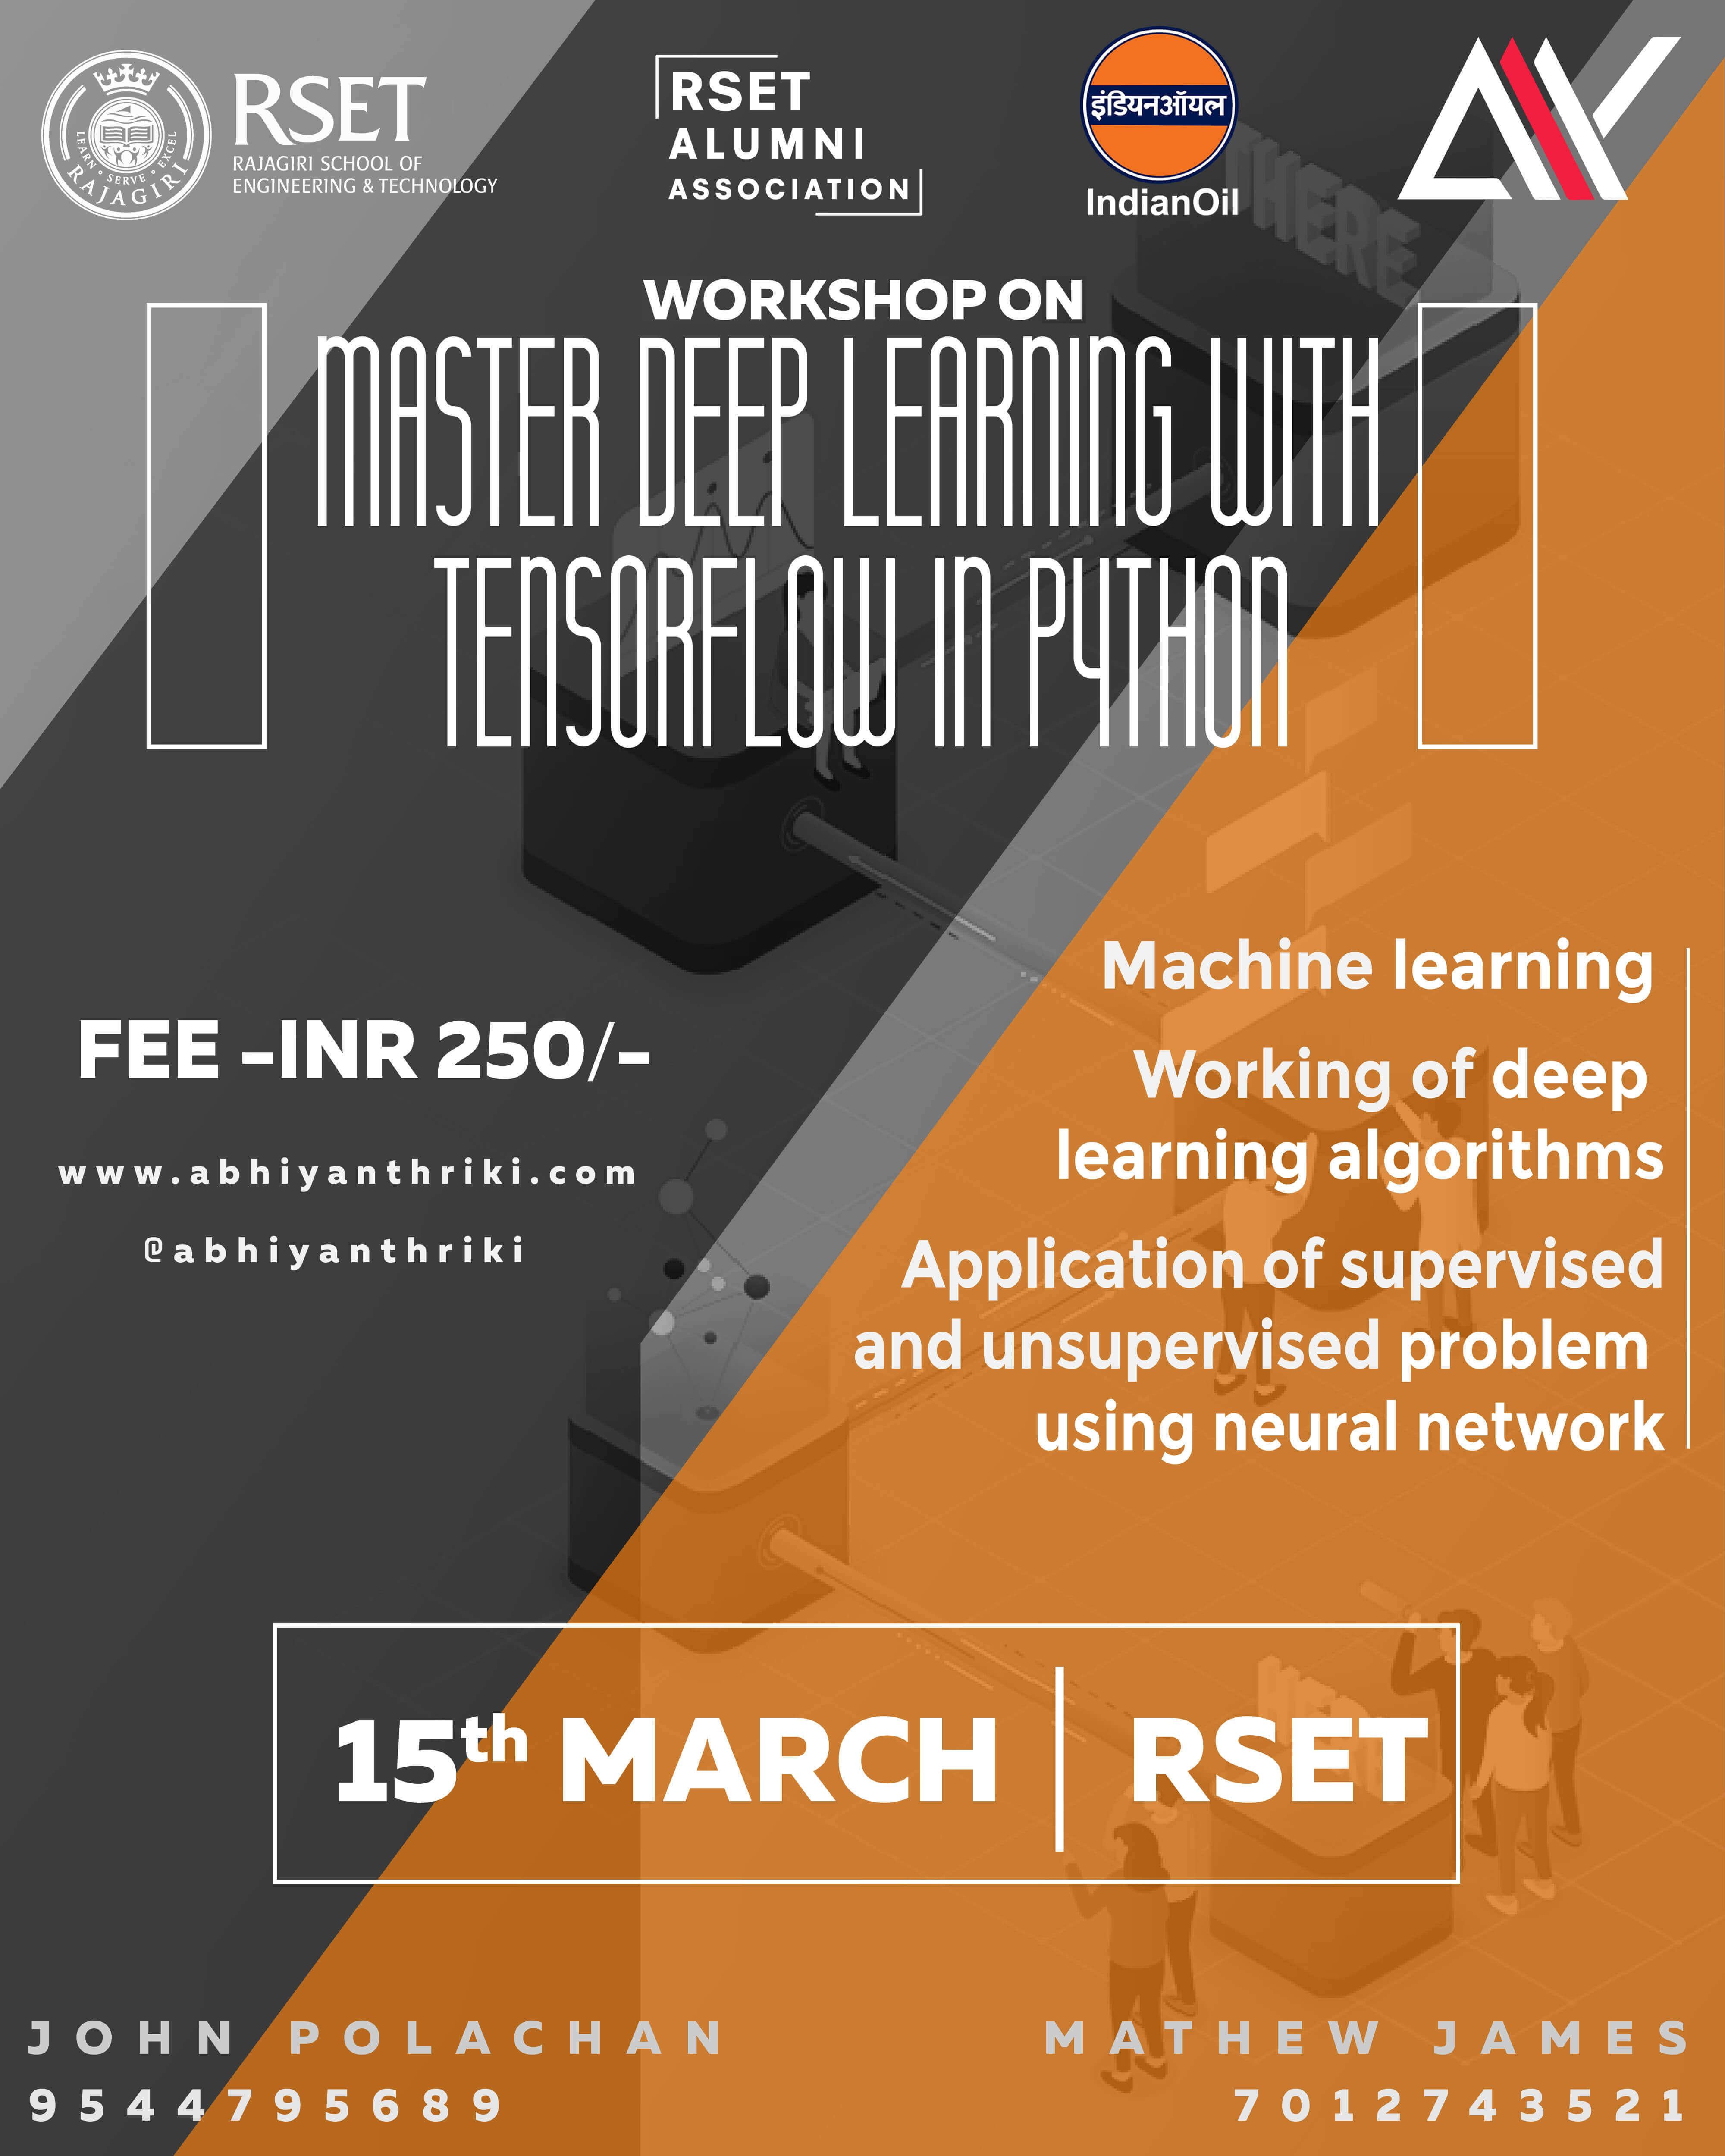 RSET
RAJAGIRI SCHOOL OF
ENGINEERING & TECHNOLOGY
LEARN SERVE EXCEL
RAJAGIRI
RSET
ALUMNI
ASSOCIATION
इंडियनऑयल
IndianOil
THERE
WORKSHOP ON
MASTER DEEP LEARNING WITH
TENSORFLOW IN PYTHON
FEE -INR 250/-
www.abhiyanthriki.com
@abhiyanthriki
Machine learning
Working of deep
learning algorithms
Application of supervised
and unsupervised problem
using neural network
15th MARCH | RSET
JOHN POLACHAN
9544795689
MATHEW JAMES
7012743521